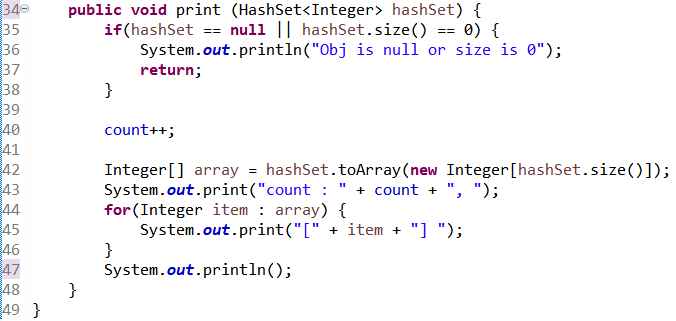 34 public void print (HashSet<Integer> hashSet) {
35 if(hashSet == null || hashSet.size() == 0) {
36 System.out.println("Obj is null or size is 0");
37 return;
38 }
39
40 count++;
41
42 Integer[] array = hashSet.toArray(new Integer[hashSet.size()]);
43 System.out.print("count : " + count + ", ");
44 for(Integer item : array) {
45 System.out.print("[" + item + "] ");
46 }
47 System.out.println();
48 }
49 }